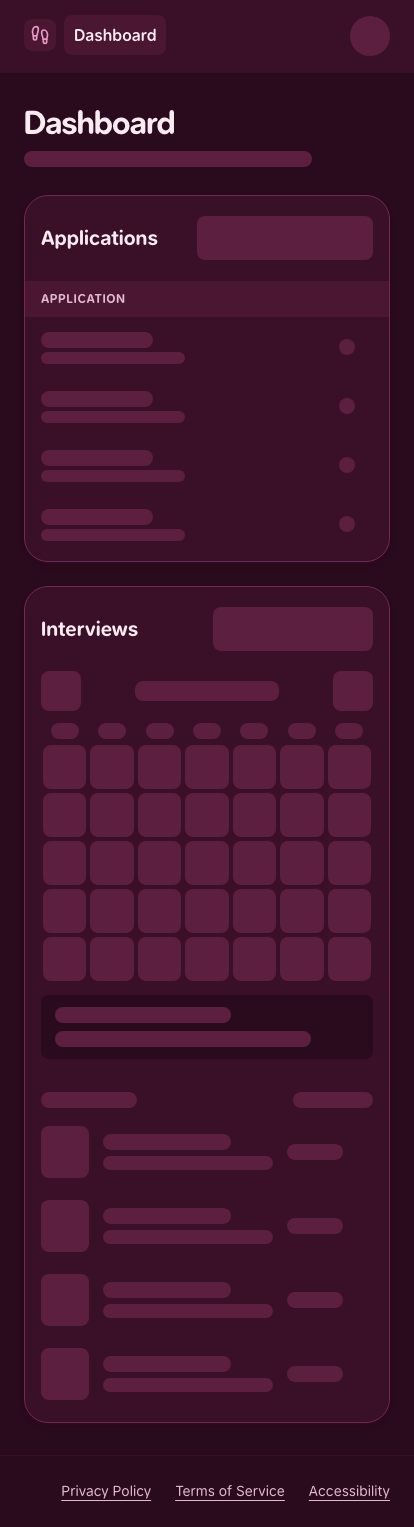 Dashboard
Dashboard
Applications
APPLICATION
Interviews
Privacy Policy Terms of Service Accessibility